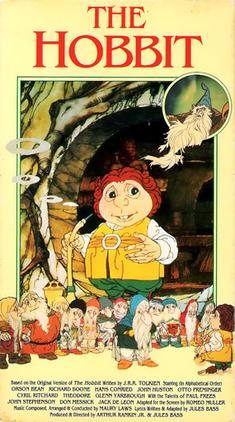 THE
HOBBIT
Based on the Original Version of The Hobbit Written by J.R.R. TOLKIEN Starring (In Alphabetical Order)
ORSON BEAN RICHARD BOONE HANS CONRIED JOHN HUSTON OTTO PREMINGER
CYRIL RITCHARD THEODORE GLENN YARBROUGH With the Talents of PAUL FREES
JOHN STEPHENSON DON MESSICK JACK DE LEON Adapted for the Screen by ROMEO MULLER
Music Composed, Arranged & Conducted by MAURY LAWS Lyrics Written & Adapted by JULES BASS
Produced & Directed by ARTHUR RANKIN, JR. & JULES BASS